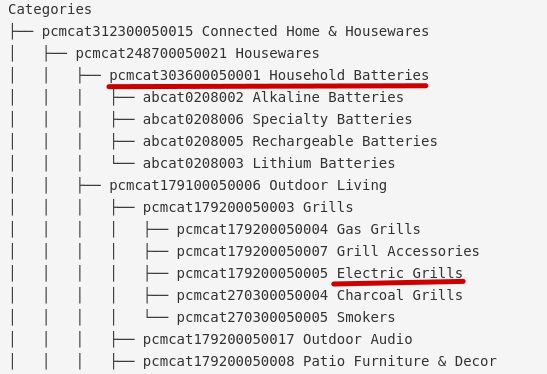 Categories
├── pcmcat312300050015 Connected Home & Housewares
│   ├── pcmcat248700050021 Housewares
│   │   ├── pcmcat303600050001 Household Batteries
│   │   │   ├── abcat0208002 Alkaline Batteries
│   │   │   ├── abcat0208006 Specialty Batteries
│   │   │   ├── abcat0208005 Rechargeable Batteries
│   │   │   └── abcat0208003 Lithium Batteries
│   │   ├── pcmcat179100050006 Outdoor Living
│   │   │   ├── pcmcat179200050003 Grills
│   │   │   │   ├── pcmcat179200050004 Gas Grills
│   │   │   │   ├── pcmcat179200050007 Grill Accessories
│   │   │   │   ├── pcmcat179200050005 Electric Grills
│   │   │   │   ├── pcmcat270300050004 Charcoal Grills
│   │   │   │   └── pcmcat270300050005 Smokers
│   │   │   ├── pcmcat179200050017 Outdoor Audio
│   │   │   ├── pcmcat179200050008 Patio Furniture & Decor